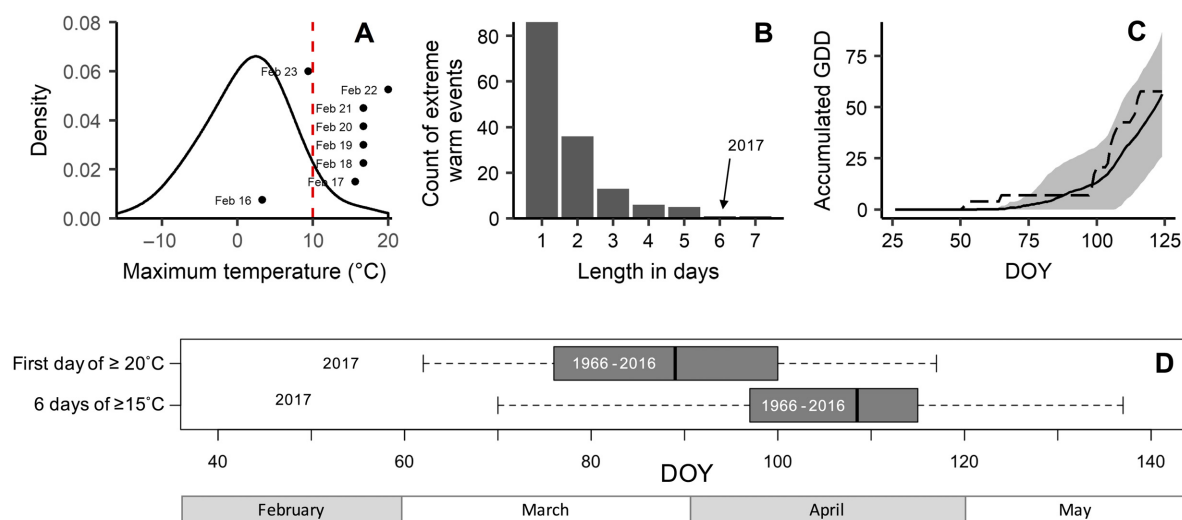 A
0.08
0.06
0.04
0.02
0.00
Density
Feb 23
Feb 22
Feb 21
Feb 20
Feb 19
Feb 18
Feb 17
Feb 16
−10
0
10
20
Maximum temperature (°C)
B
80
60
40
20
0
Count of extreme
warm events
2017
1
2
3
4
5
6
7
Length in days
C
75
50
25
0
Accumulated GDD
25
50
75
100
125
DOY
D
First day of ≥ 20˚C
2017
1966 - 2016
6 days of ≥15˚C
2017
1966 - 2016
40
60
80
100
120
140
DOY
February
March
April
May